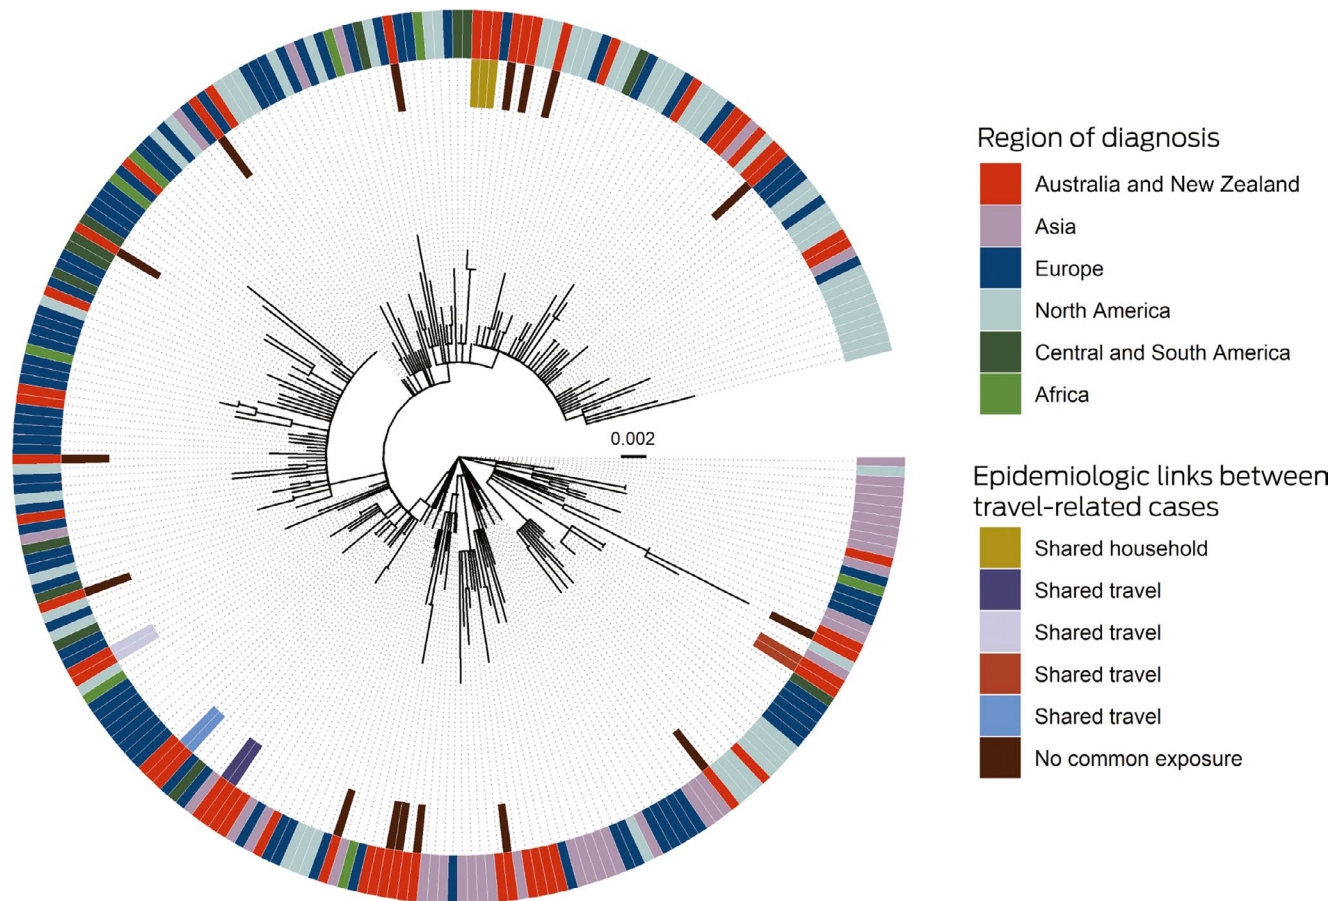 Region of diagnosis
Australia and New Zealand
Asia
Europe
North America
Central and South America
Africa
0.002
Epidemiologic links between
travel-related cases
Shared household
Shared travel
Shared travel
Shared travel
Shared travel
No common exposure